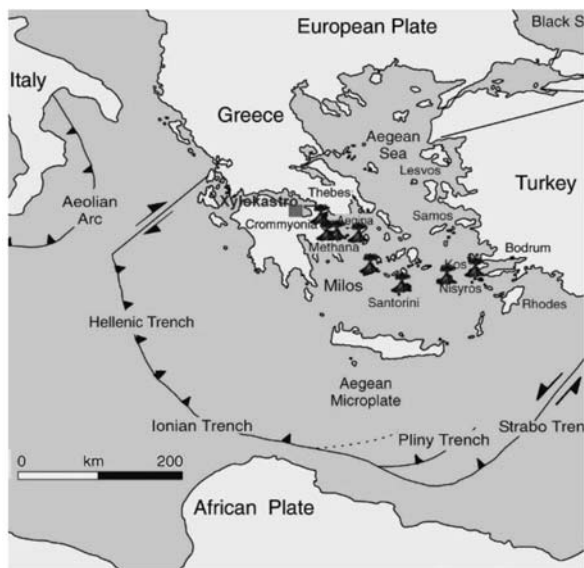 European Plate
Black S
Italy
Greece
Aegean
Sea
Lesvos
Turkey
Thebes
Xylokastro
Aeolian
Arc
Aegina
Samos
Crommyonia
Methana
Bodrum
Kos
Milos
Nisyros
Santorini
Rhodes
Hellenic Trench
Aegean
Microplate
Ionian Trench
Strabo Tren
Pliny Trench
0 km 200
African Plate